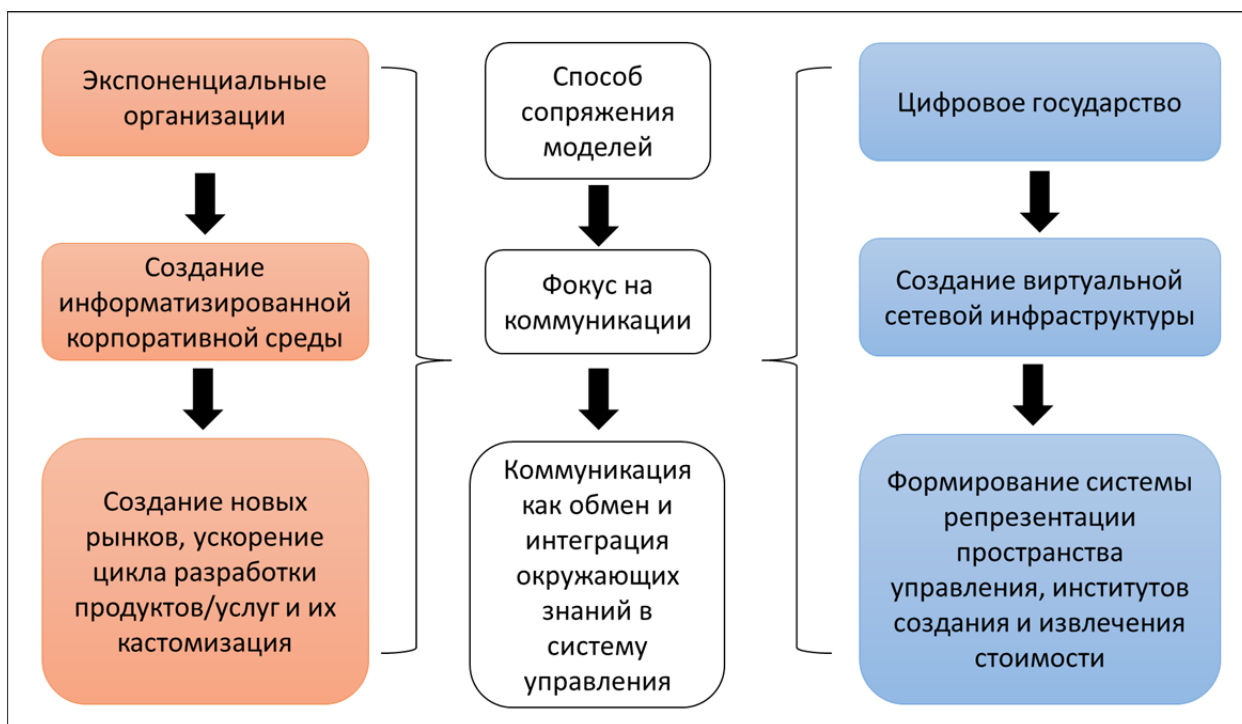 Экспоненциальные
организации
Создание
информатизированной
корпоративной среды
Создание новых
рынков, ускорение
цикла разработки
продуктов/услуг и их
кастомизация
Способ
сопряжения
моделей
Фокус на
коммуникации
Коммуникация
как обмен и
интеграция
окружающих
знаний в
систему
управления
Цифровое государство
Создание виртуальной
сетевой инфраструктуры
Формирование системы
репрезентации
пространства
управления, институтов
создания и извлечения
стоимости